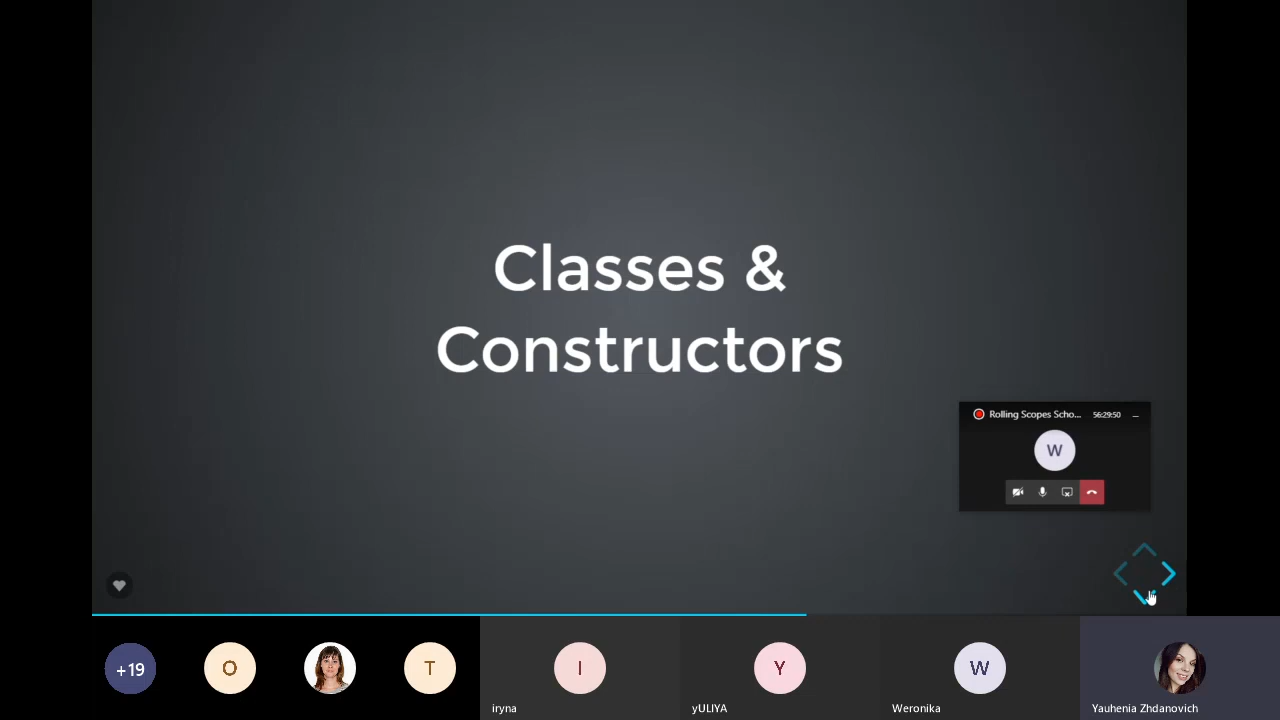 Classes &
Constructors
Rolling Scopes Scho...
56:29:50
W
+19
O
T
I
Y
W
iryna
yULIYA
Weronika
Yauhenia Zhdanovich